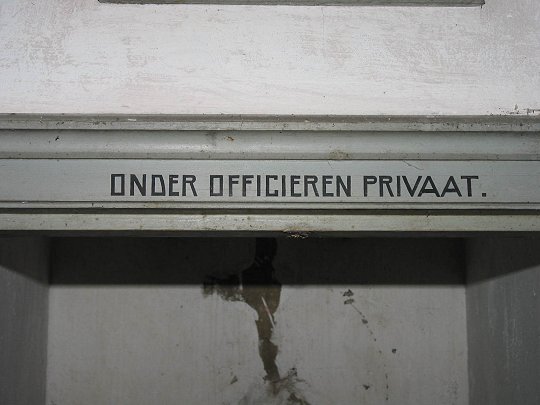 ONDER OFFICIEREN PRIVAAT.